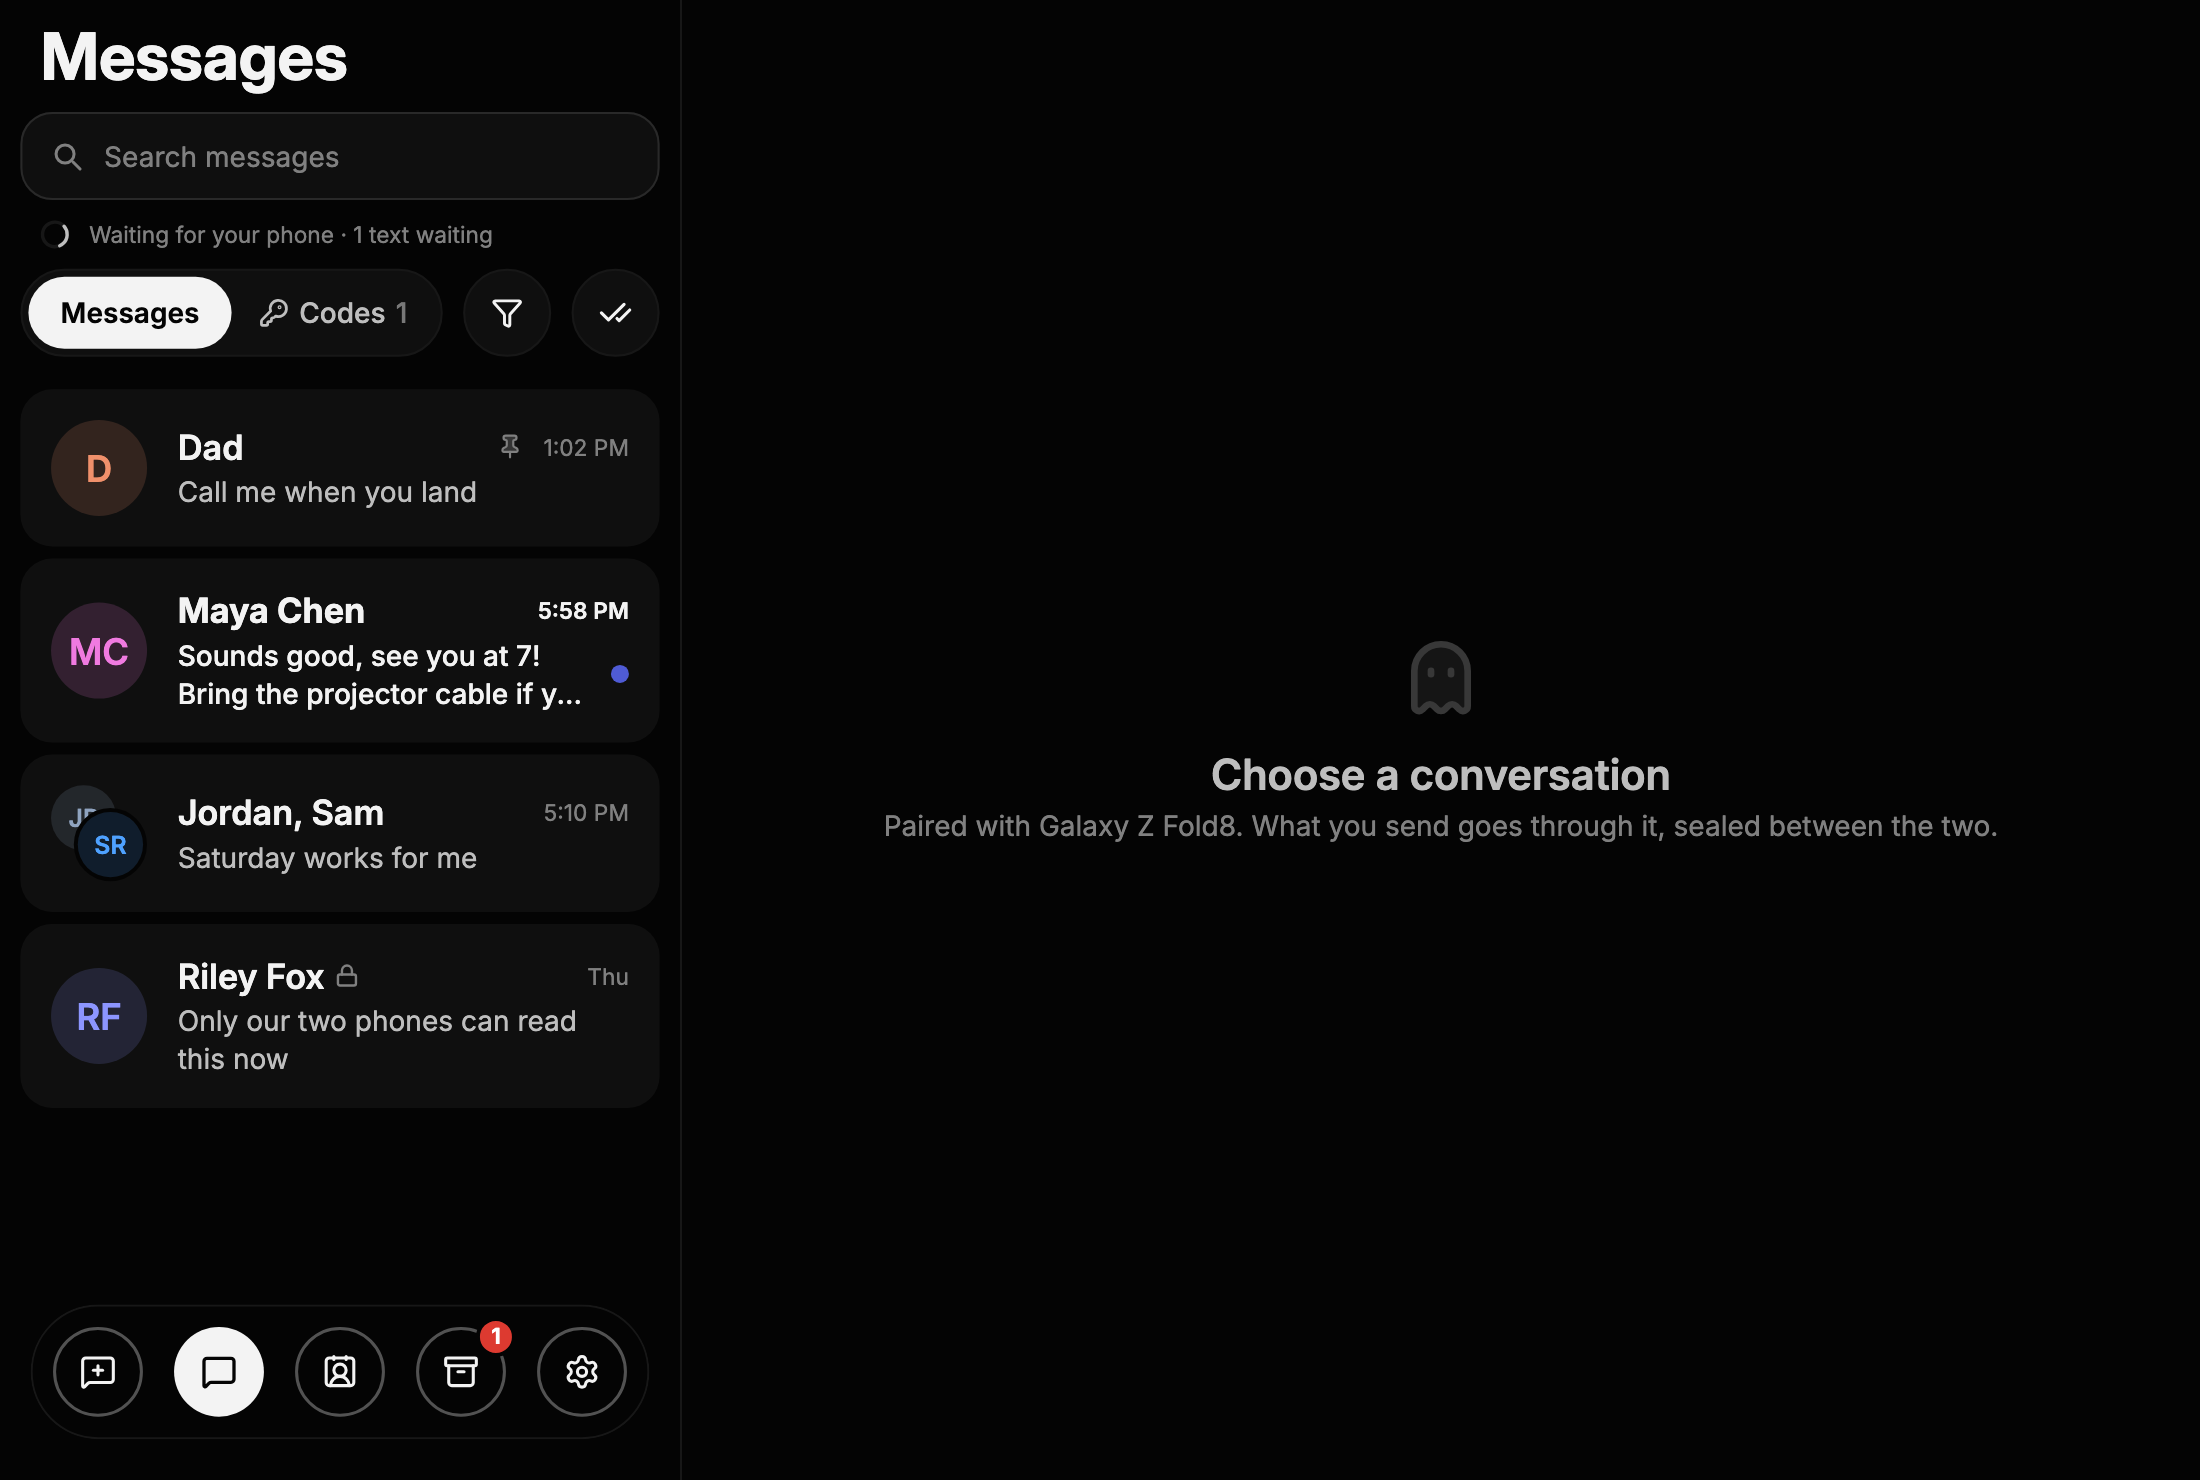 Messages
Search messages
Waiting for your phone · 1 text waiting
Messages
Codes 1
D
Dad
1:02 PM
Call me when you land
MC
Maya Chen
5:58 PM
Sounds good, see you at 7!
Bring the projector cable if y...
SR
Jordan, Sam
5:10 PM
Saturday works for me
RF
Riley Fox
Thu
Only our two phones can read
this now
1
Choose a conversation
Paired with Galaxy Z Fold8. What you send goes through it, sealed between the two.